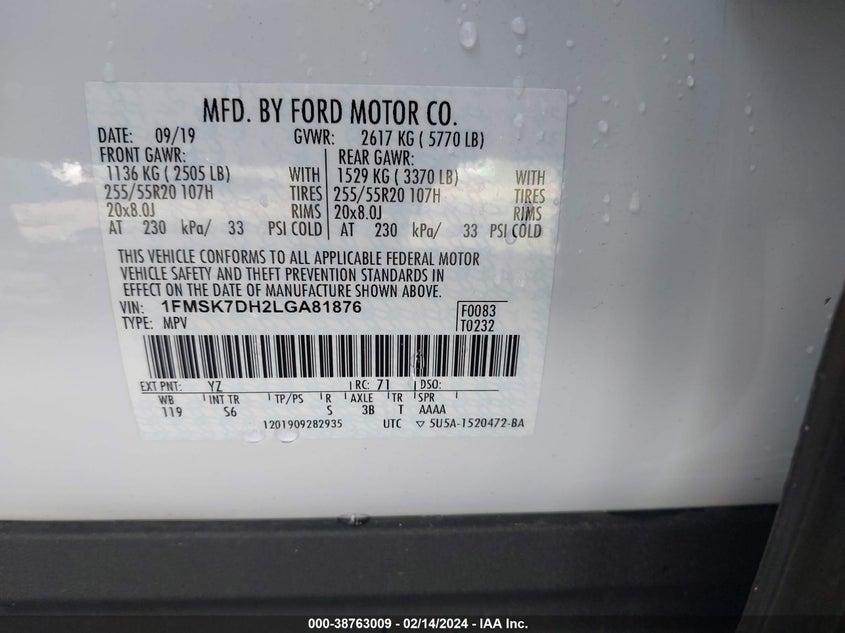 MFD. BY FORD MOTOR CO.
DATE: 09/19 GVWR: 2617 KG ( 5770 LB)
FRONT GAWR: REAR GAWR:
1136 KG ( 2505 LB) WITH 1529 KG ( 3370 LB) WITH
255/55R20 107H TIRES 255/55R20 107H TIRES
20x8.0J RIMS 20x8.0J RIMS
AT 230 kPa/ 33 PSI COLD AT 230 kPa/ 33 PSI COLD
THIS VEHICLE CONFORMS TO ALL APPLICABLE FEDERAL MOTOR
VEHICLE SAFETY AND THEFT PREVENTION STANDARDS IN
EFFECT ON THE DATE OF MANUFACTURE SHOWN ABOVE.
VIN: 1FMSK7DH2LGA81876 F0083
TYPE: MPV T0232
EXT PNT: YZ RC: 71 DSO:
WB INT TR TP/PS R AXLE TR SPR
119 S6 S 3B T AAAA
1201909282935 UTC ▽ 5U5A-1520472-BA
000-38763009 - 02/14/2024 - IAA Inc.